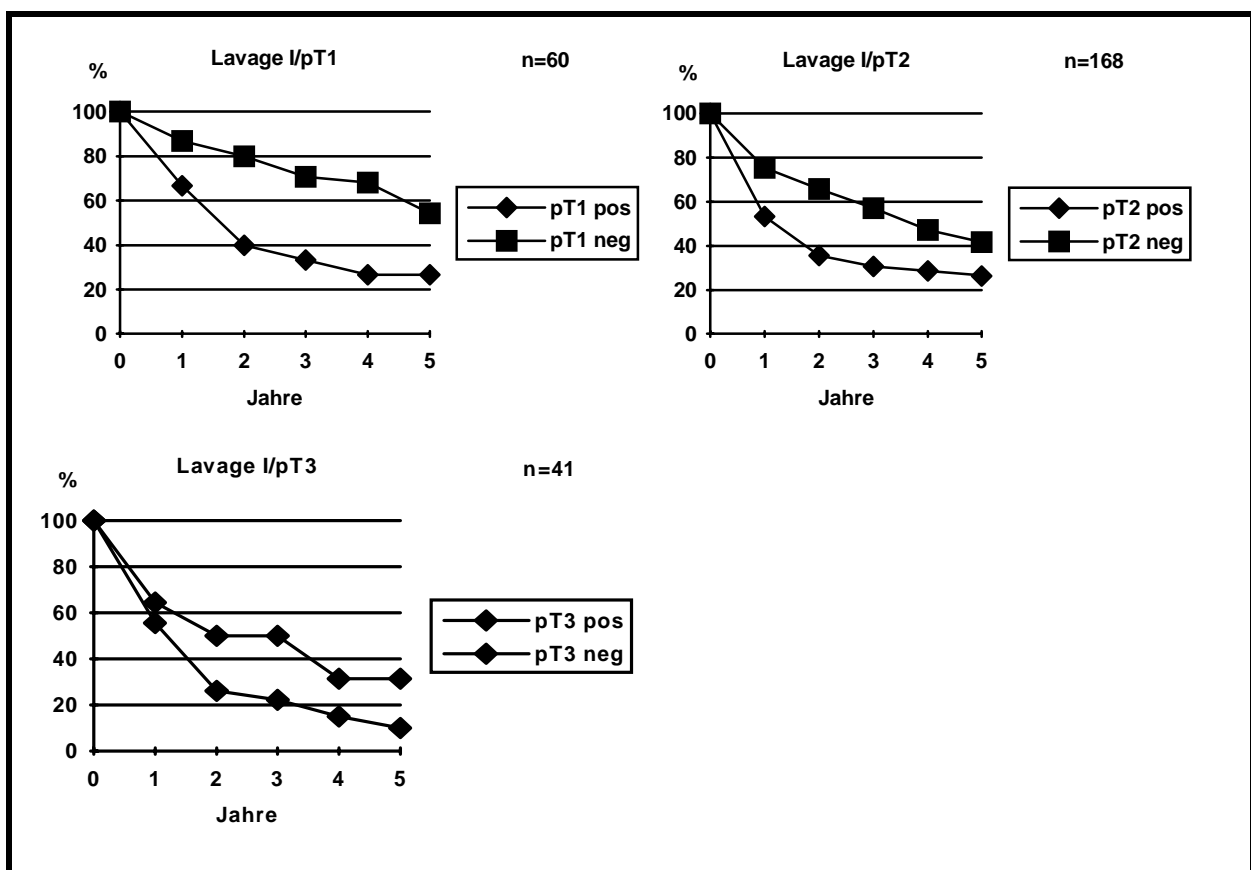 Lavage I/pT1 n=60
%
100
80
60
40
20
0
0 1 2 3 4 5
Jahre
pT1 pos
pT1 neg
Lavage I/pT2 n=168
%
100
80
60
40
20
0
0 1 2 3 4 5
Jahre
pT2 pos
pT2 neg
Lavage I/pT3 n=41
%
100
80
60
40
20
0
0 1 2 3 4 5
Jahre
pT3 pos
pT3 neg